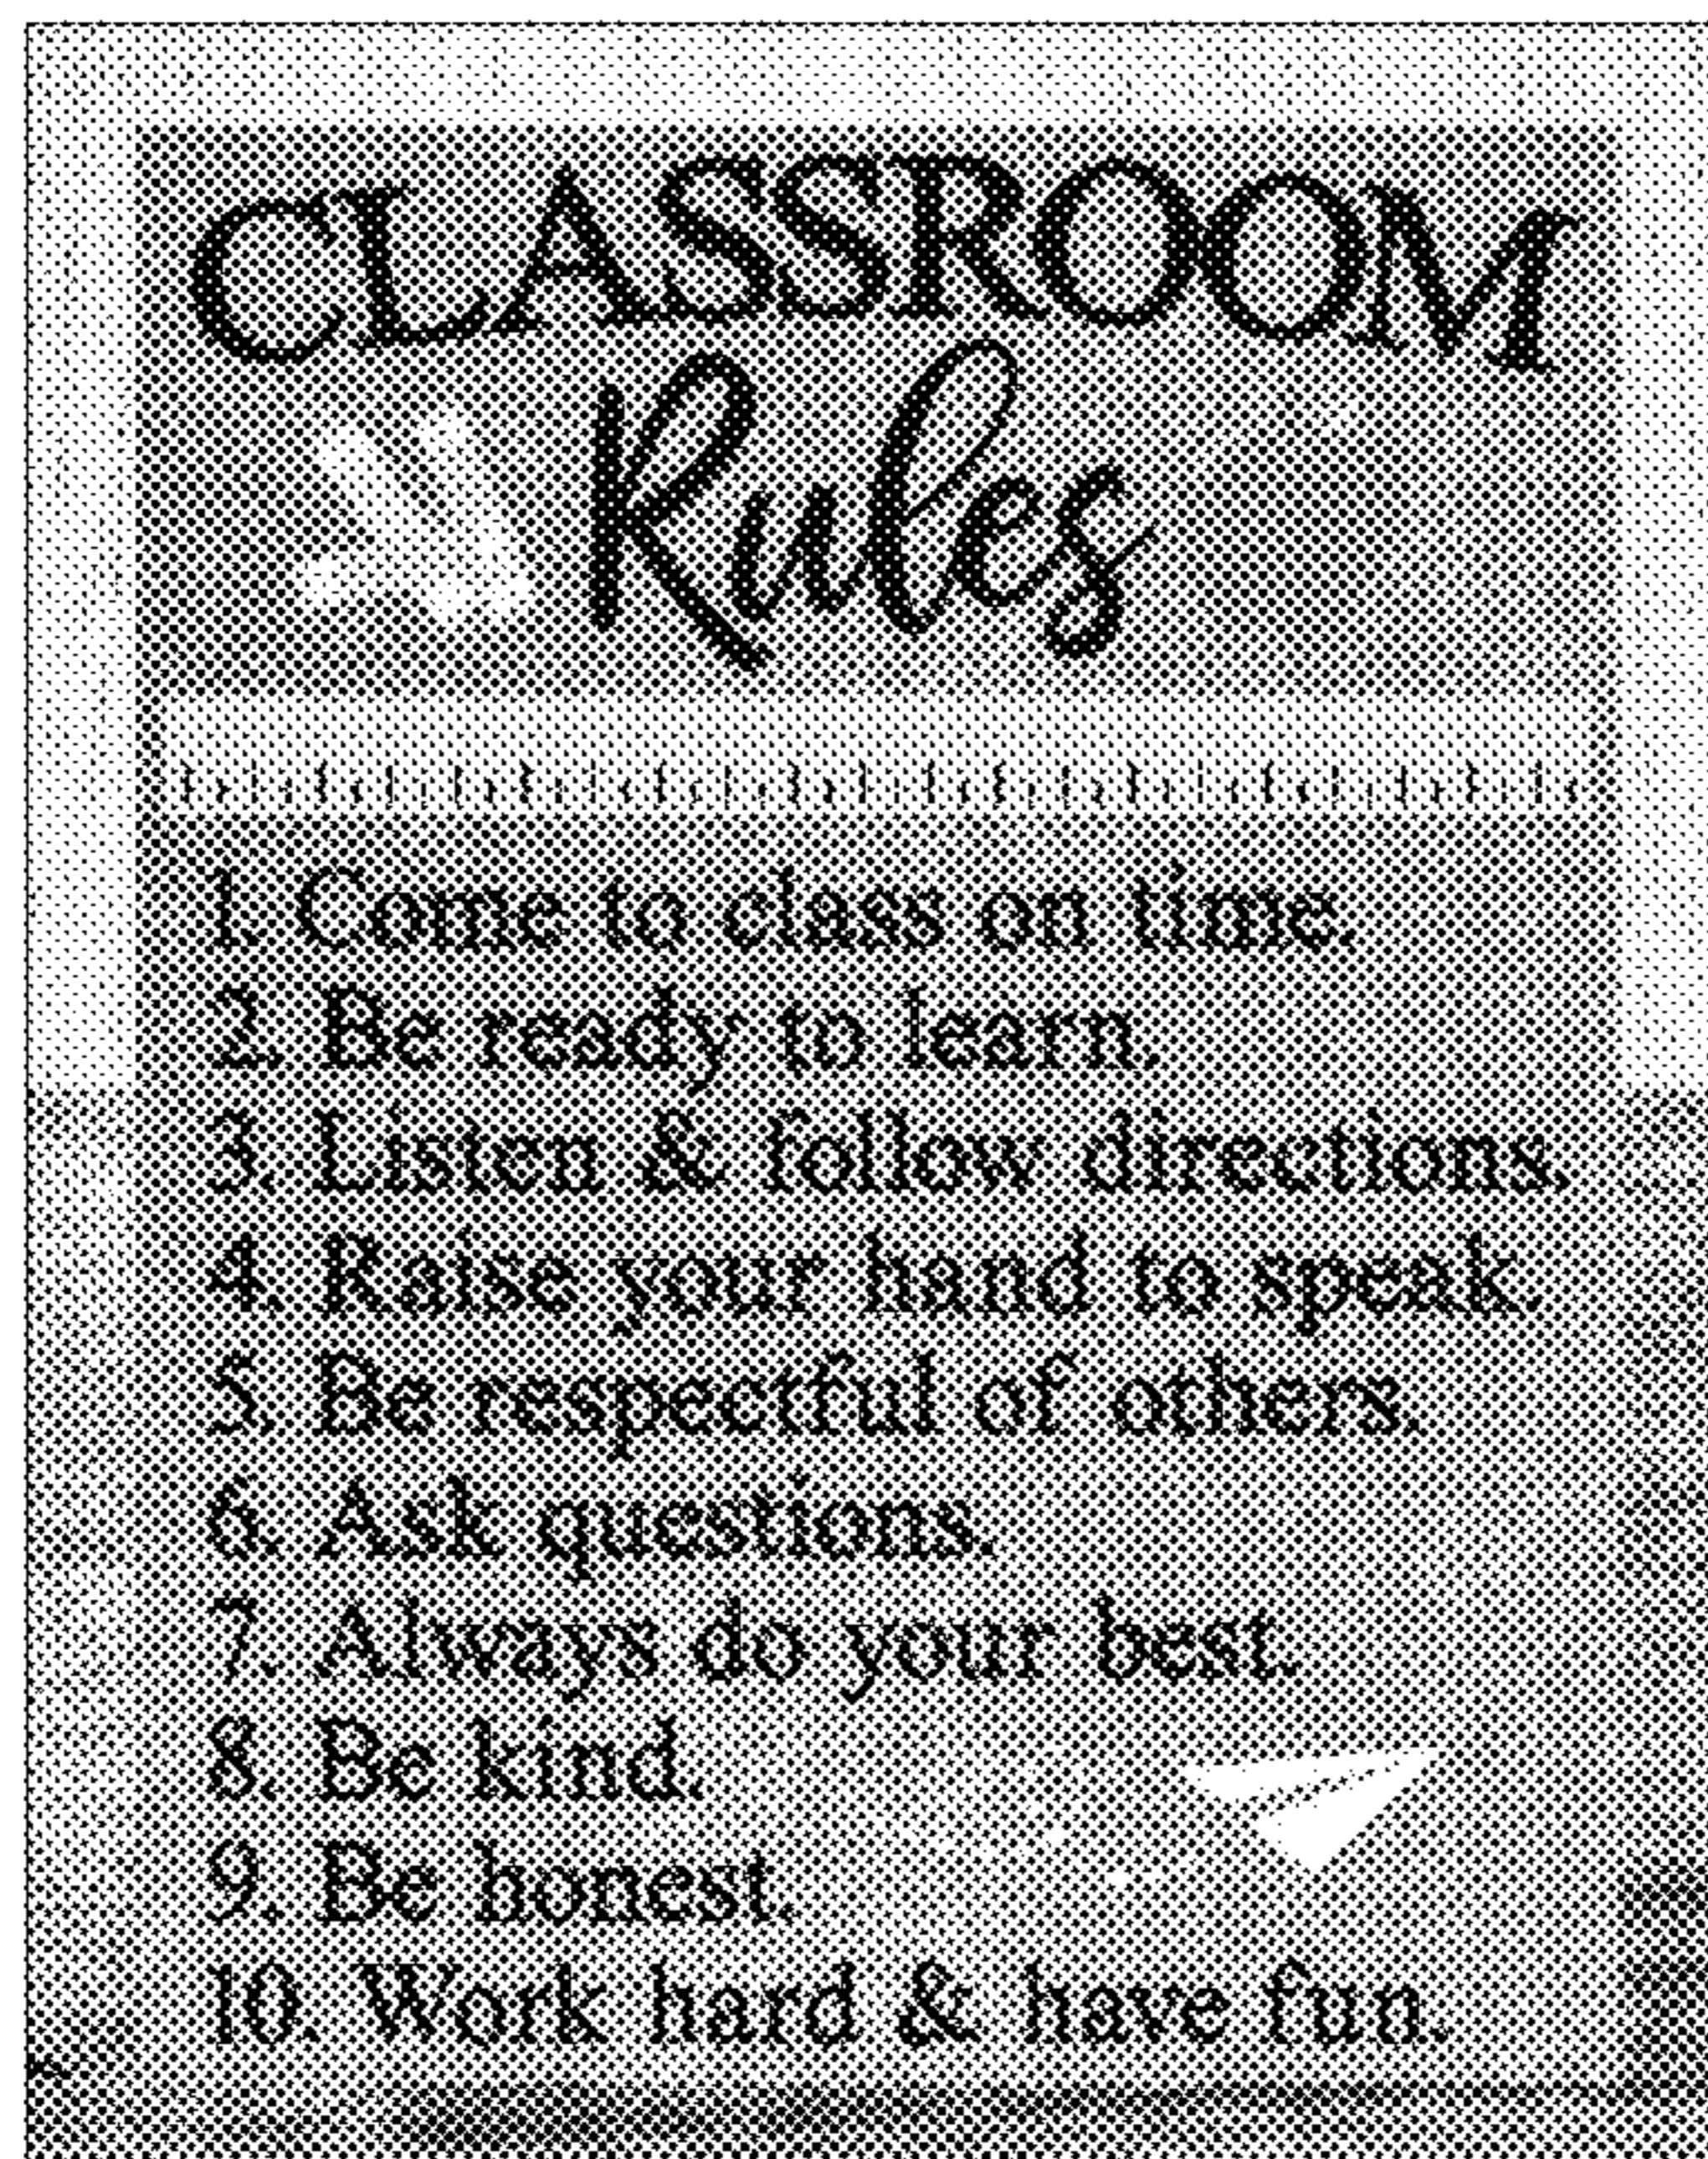 CLASSROOM
Rules
1. Come to class on time.
2. Be ready to learn.
3. Listen & follow directions.
4. Raise your hand to speak.
5. Be respectful of others.
6. Ask questions.
7. Always do your best.
8. Be kind.
9. Be honest.
10. Work hard & have fun.